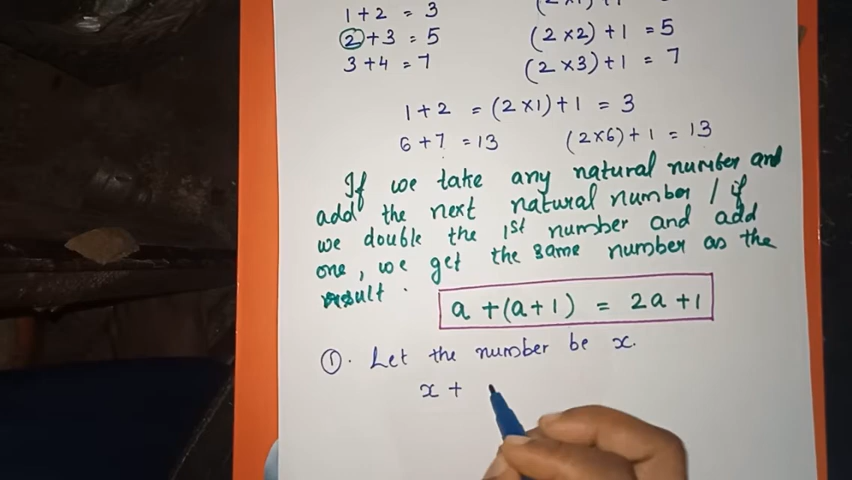 1 + 2 = 3
2 + 3 = 5 (2 × 2) + 1 = 5
3 + 4 = 7 (2 × 3) + 1 = 7
1 + 2 = (2 × 1) + 1 = 3
6 + 7 = 13 (2 × 6) + 1 = 13
If we take any natural number and
add the next natural number / if
we double the 1st number and add
one, we get the same number as the
result.
a + (a + 1) = 2a + 1
①. Let the number be x.
x +